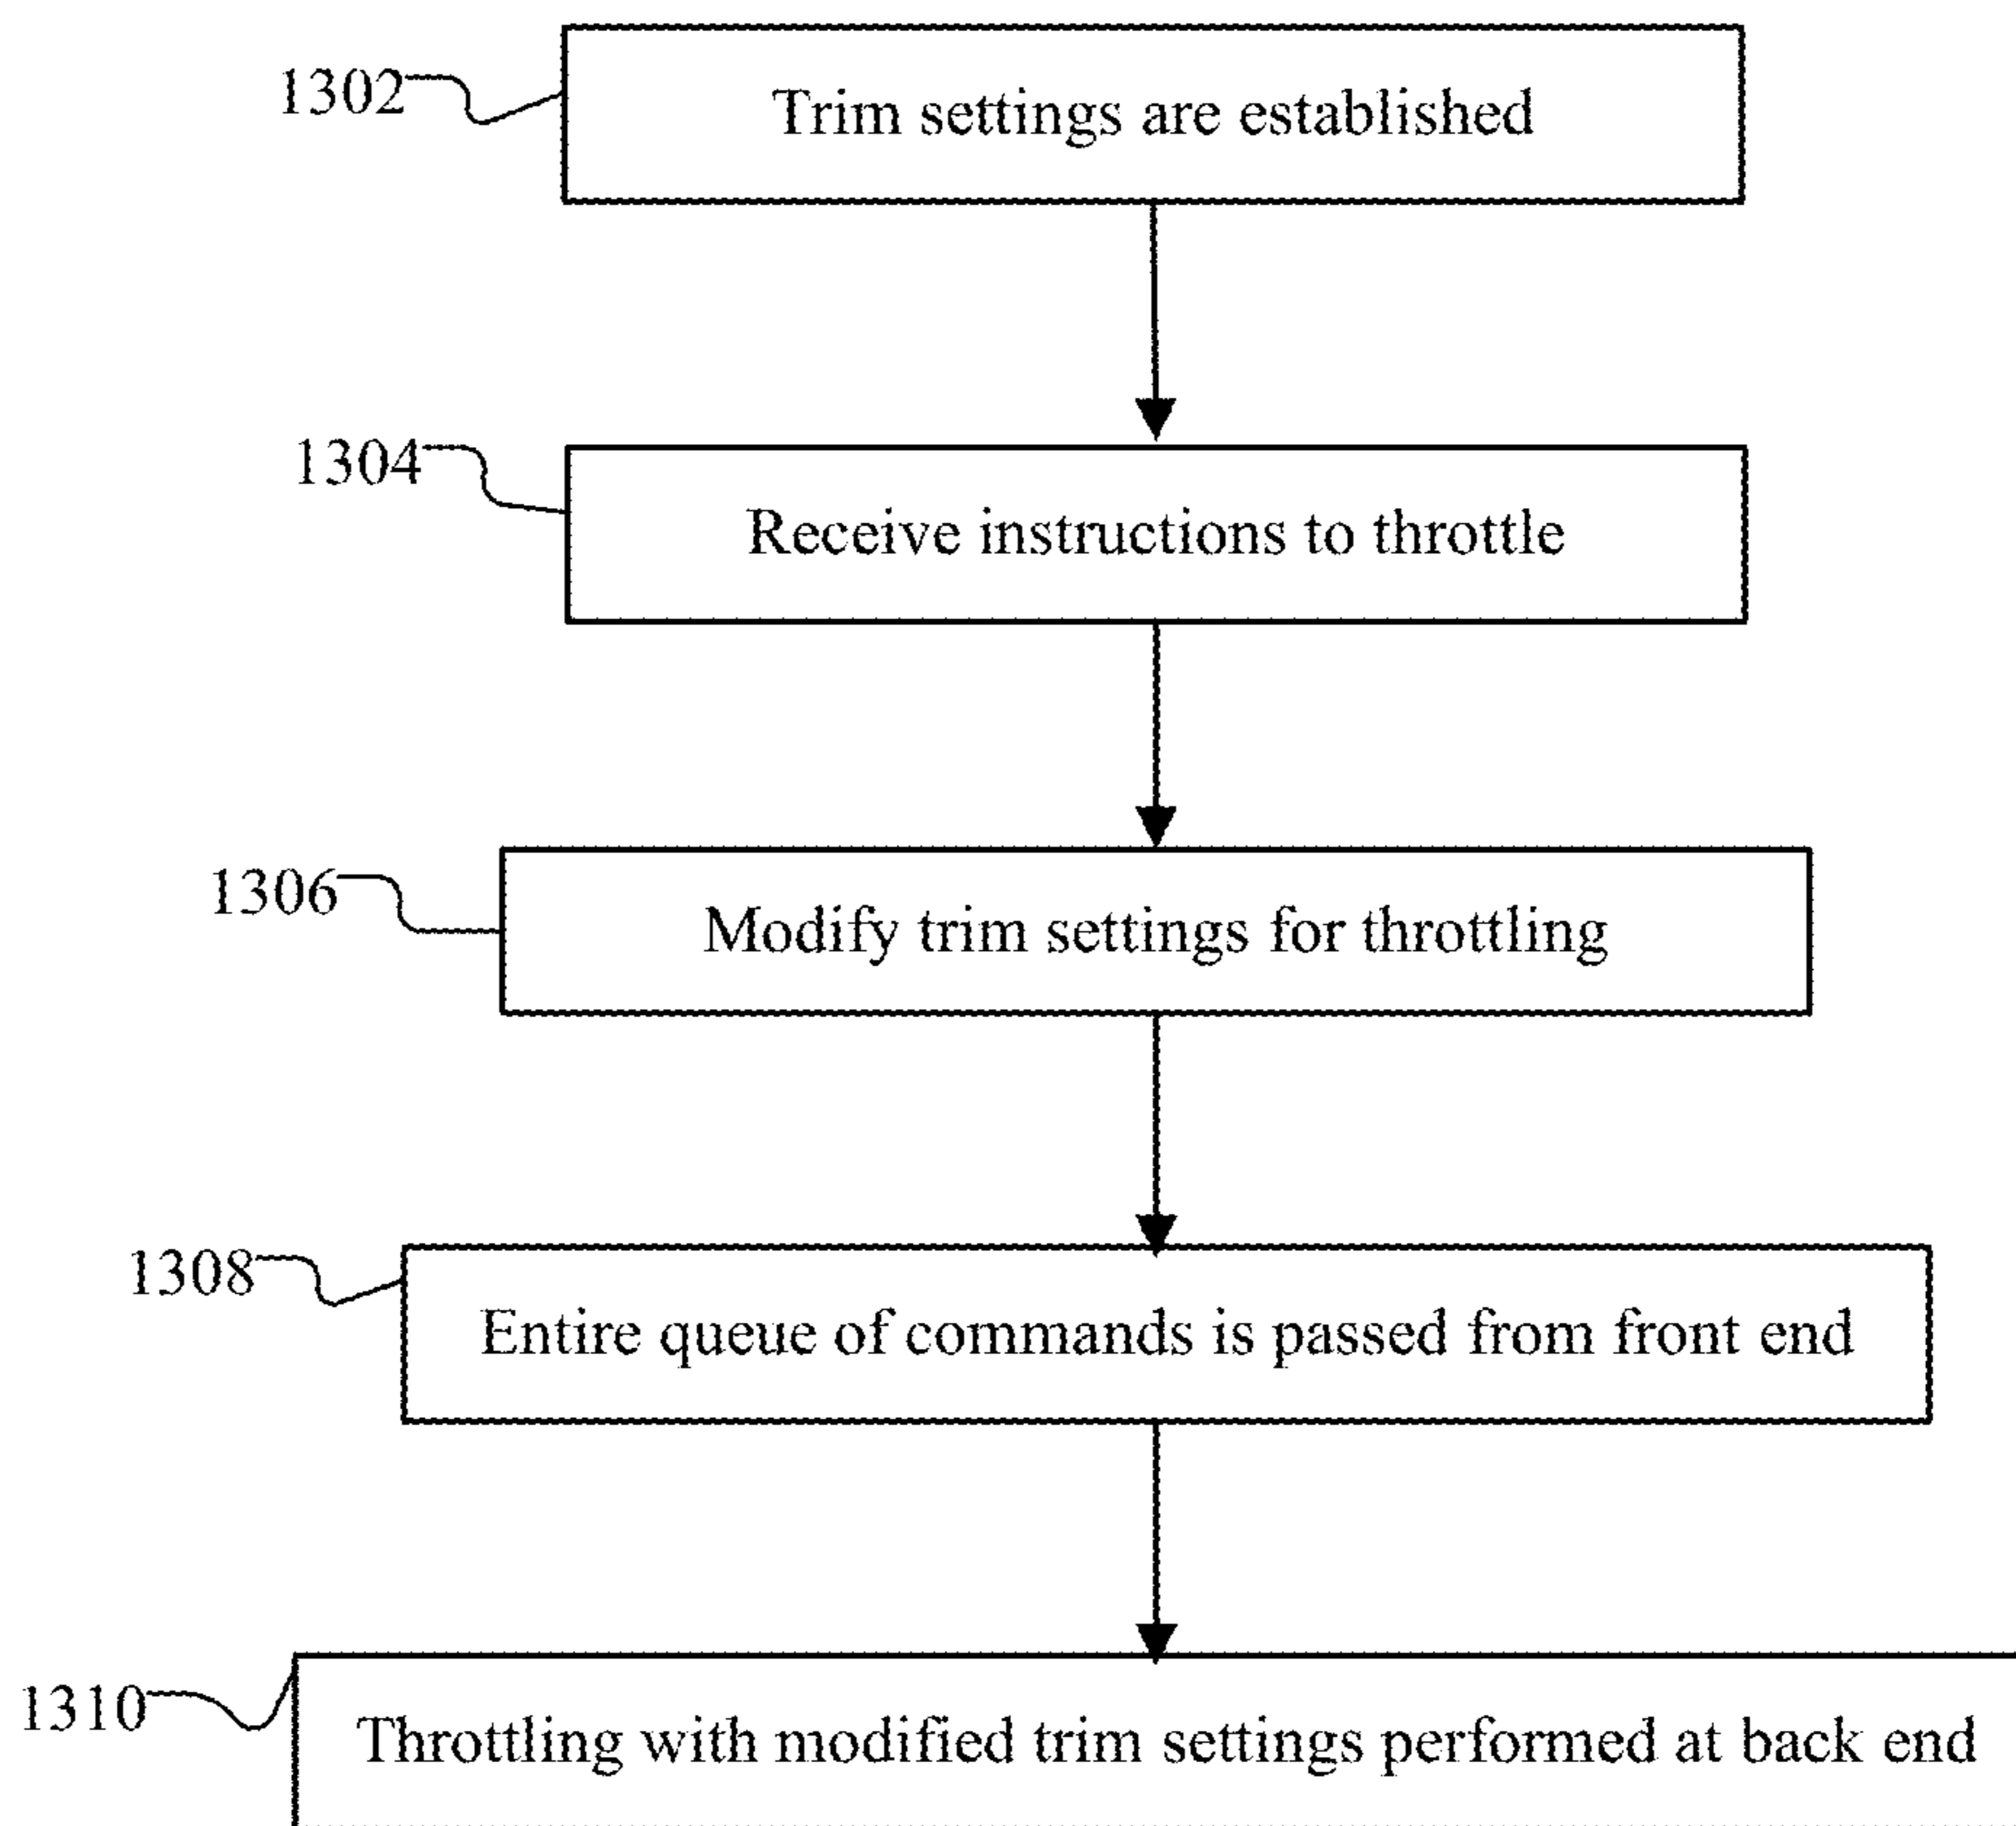 1302
Trim settings are established
1304
Receive instructions to throttle
1306
Modify trim settings for throttling
1308
Entire queue of commands is passed from front end
1310
Throttling with modified trim settings performed at back end